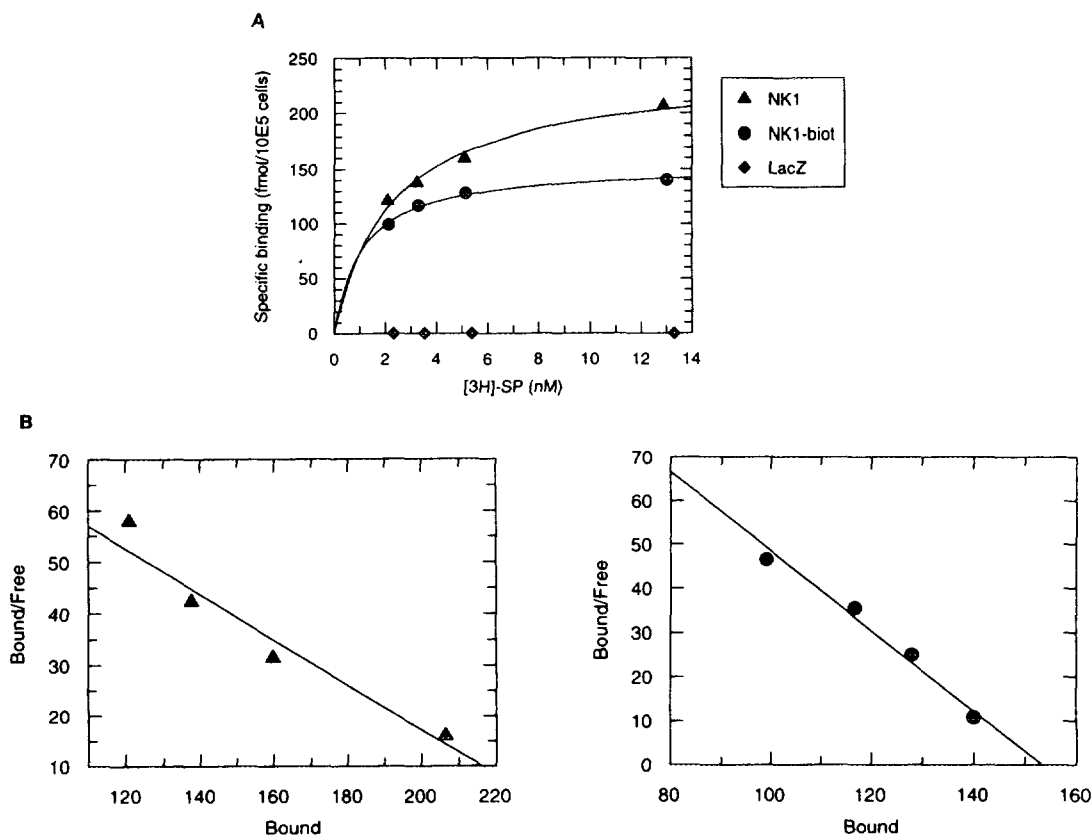 A
Specific binding (fmol/10E5 cells)
250
200
150
100
50
0
0 2 4 6 8 10 12 14
[3H]-SP (nM)
NK1
NK1-biot
LacZ
B
Bound/Free
70
60
50
40
30
20
10
120 140 160 180 200 220
Bound
Bound/Free
70
60
50
40
30
20
10
0
80 100 120 140 160
Bound